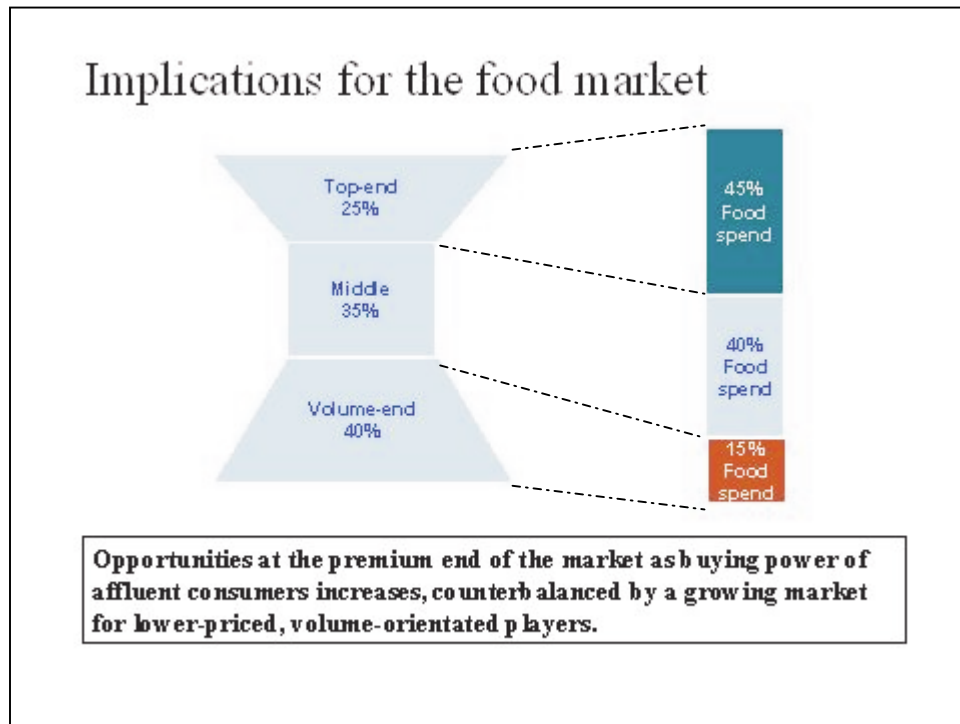 Implications for the food market
Top-end
25%
Middle
35%
Volume-end
40%
45%
Food
spend
40%
Food
spend
15%
Food
spend
Opportunities at the premium end of the market as buying power of
affluent consumers increases, counterbalanced by a growing market
for lower-priced, volume-orientated players.